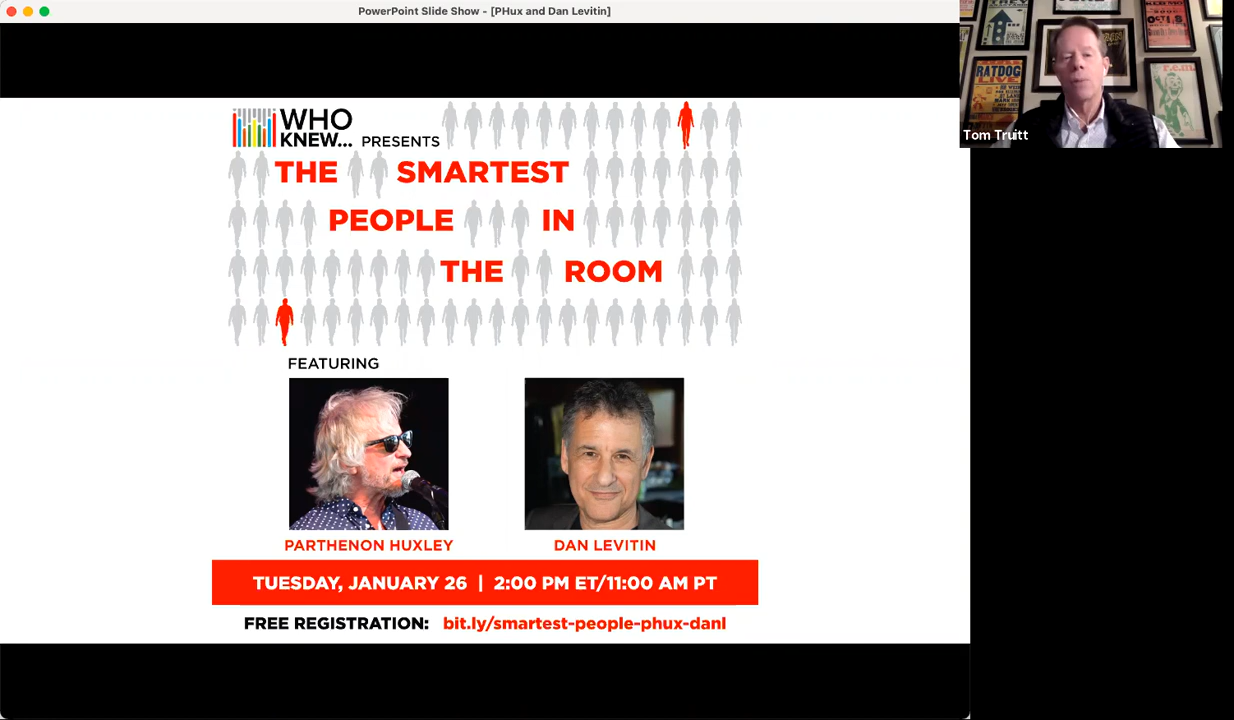 PowerPoint Slide Show - [PHux and Dan Levitin]
WHO
KNEW... PRESENTS
THE SMARTEST
PEOPLE IN
THE ROOM
FEATURING
PARTHENON HUXLEY
DAN LEVITIN
TUESDAY, JANUARY 26 | 2:00 PM ET/11:00 AM PT
FREE REGISTRATION: bit.ly/smartest-people-phux-danl
RATDOG
LIVE
r.e.m.
Tom Truitt